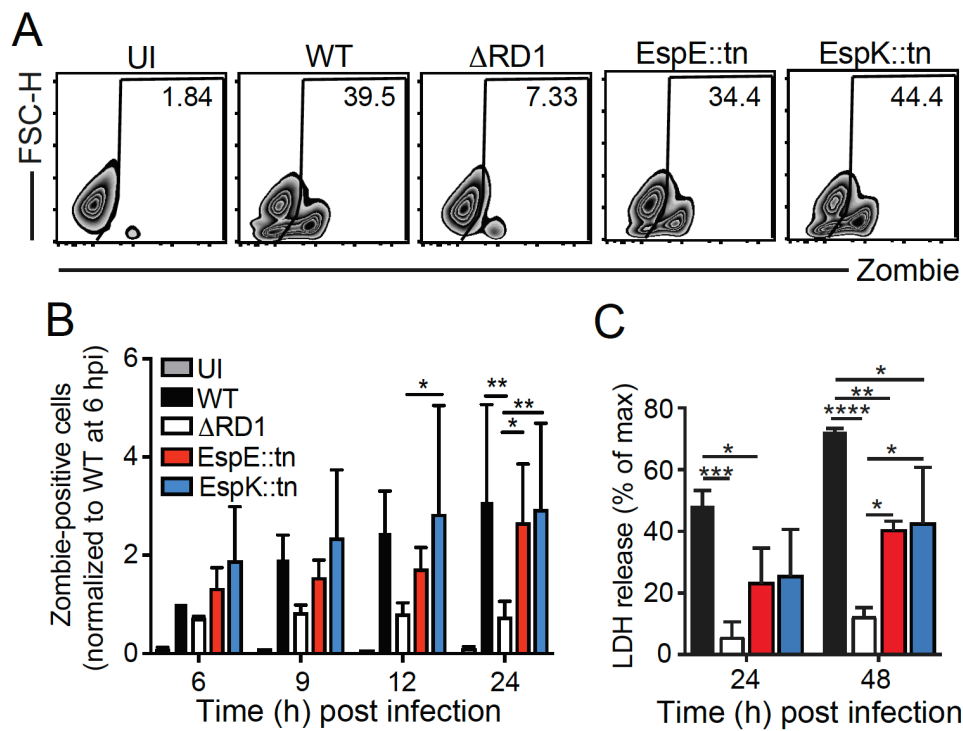 A
UI
WT
ΔRD1
EspE::tn
EspK::tn
FSC-H
1.84
39.5
7.33
34.4
44.4
Zombie
B
Zombie-positive cells
(normalized to WT at 6 hpi)
6
4
2
0
UI
WT
ΔRD1
EspE::tn
EspK::tn
*
**
**
*
6
9
12
24
Time (h) post infection
C
LDH release (% of max)
80
60
40
20
0
*
***
*
**
****
*
*
24
48
Time (h) post infection